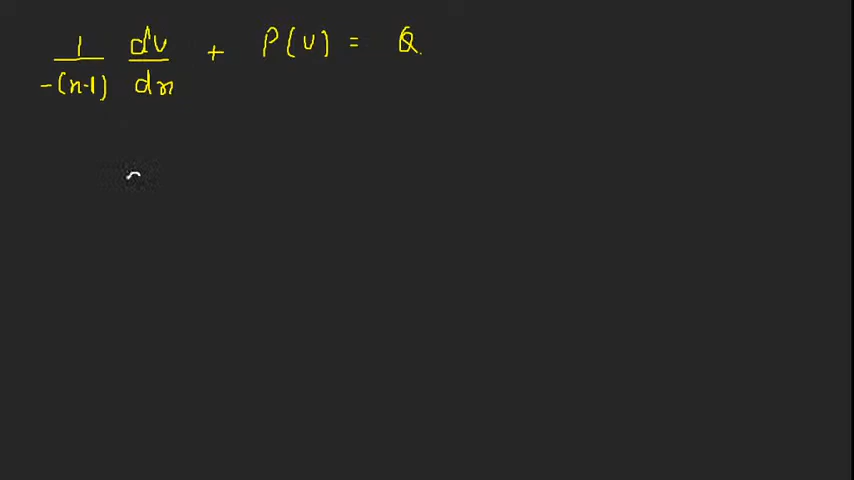 1/-(n-1) dv/dx + P(v) = Q.